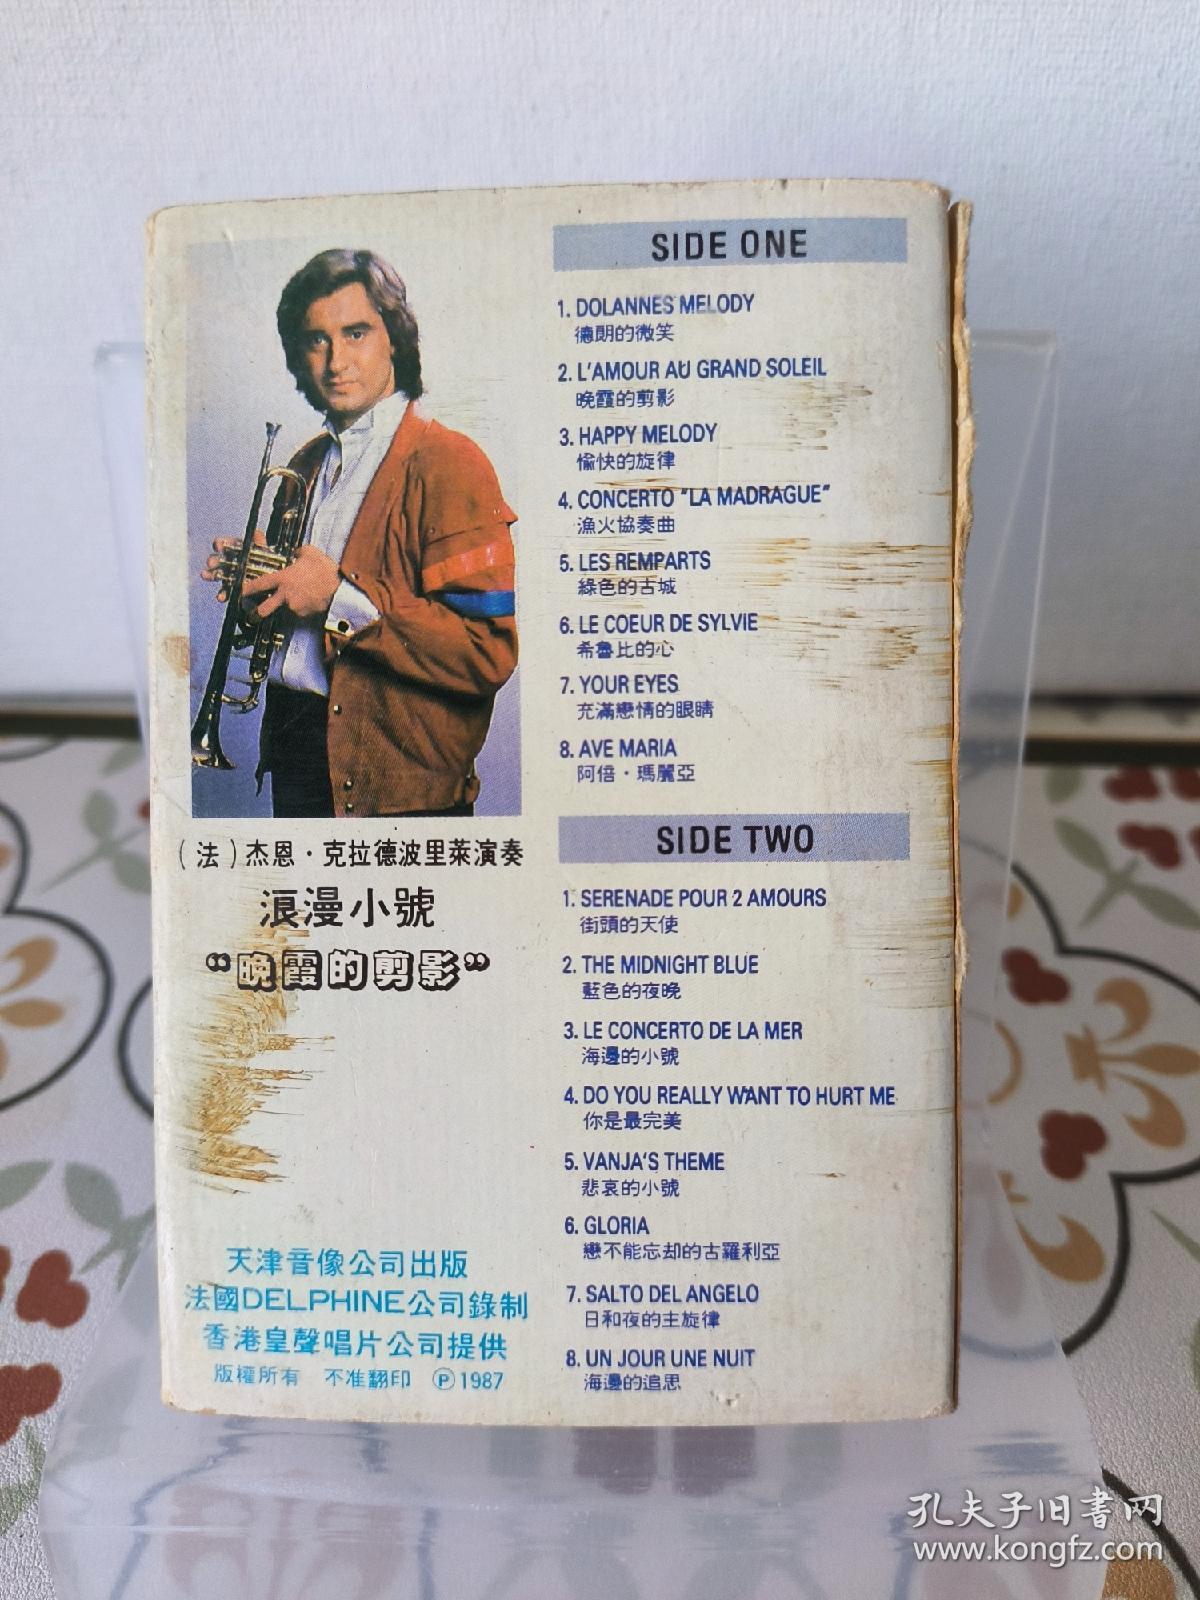 SIDE ONE
1. DOLANNES MELODY
德朗的微笑
2. L'AMOUR AU GRAND SOLEIL
晚霞的剪影
3. HAPPY MELODY
愉快的旋律
4. CONCERTO "LA MADRAGUE"
漁火協奏曲
5. LES REMPARTS
綠色的古城
6. LE COEUR DE SYLVIE
希魯比的心
7. YOUR EYES
充滿戀情的眼睛
8. AVE MARIA
阿倍·瑪麗亞
(法)杰恩·克拉德波里萊演奏
浪漫小號
“晚霞的剪影”
SIDE TWO
1. SERENADE POUR 2 AMOURS
街頭的天使
2. THE MIDNIGHT BLUE
藍色的夜晚
3. LE CONCERTO DE LA MER
海邊的小號
4. DO YOU REALLY WANT TO HURT ME
你是最完美
5. VANJA'S THEME
悲哀的小號
6. GLORIA
戀不能忘却的古羅利亞
7. SALTO DEL ANGELO
日和夜的主旋律
8. UN JOUR UNE NUIT
海邊的追思
天津音像公司出版
法國DELPHINE公司錄制
香港皇聲唱片公司提供
版權所有 不准翻印 ℗1987
孔夫子旧書网
www.kongfz.com